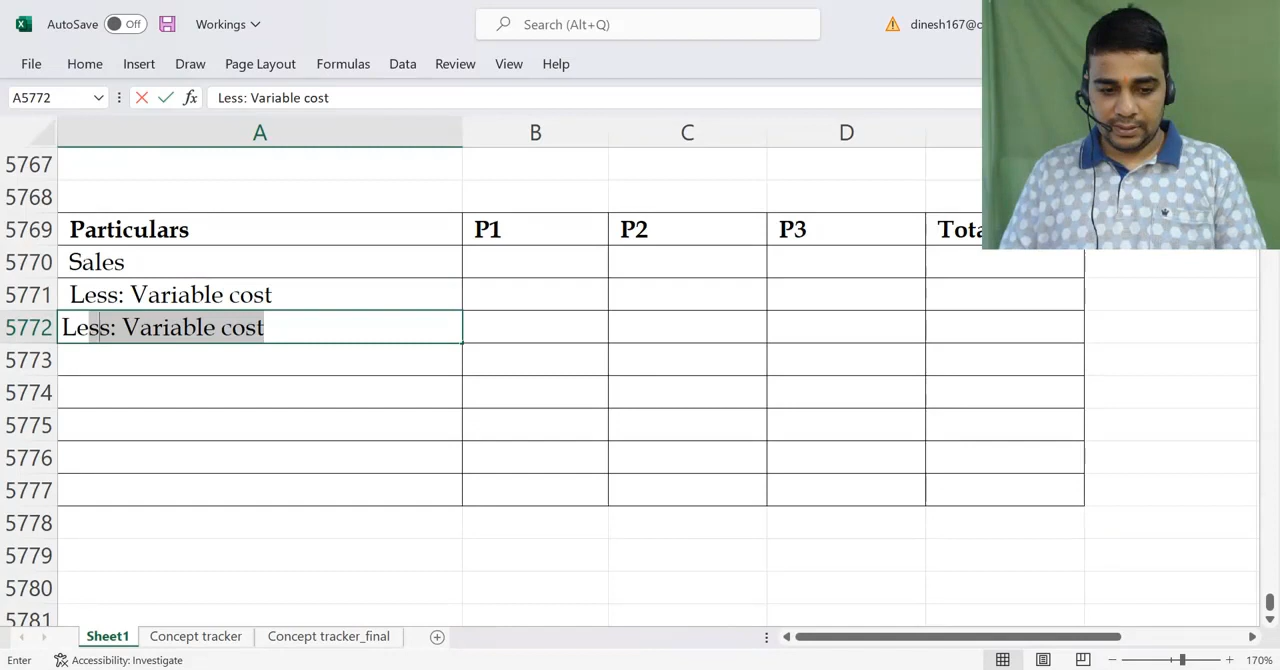 AutoSave Off Workings Search (Alt+Q) dinesh167@o
File Home Insert Draw Page Layout Formulas Data Review View Help
A5772 fx Less: Variable cost
A B C D
5767
5768
5769 Particulars P1 P2 P3 Tota
5770 Sales
5771 Less: Variable cost
5772 Less: Variable cost
5773
5774
5775
5776
5777
5778
5779
5780
5781
Sheet1 Concept tracker Concept tracker_final
Enter Accessibility: Investigate 170%